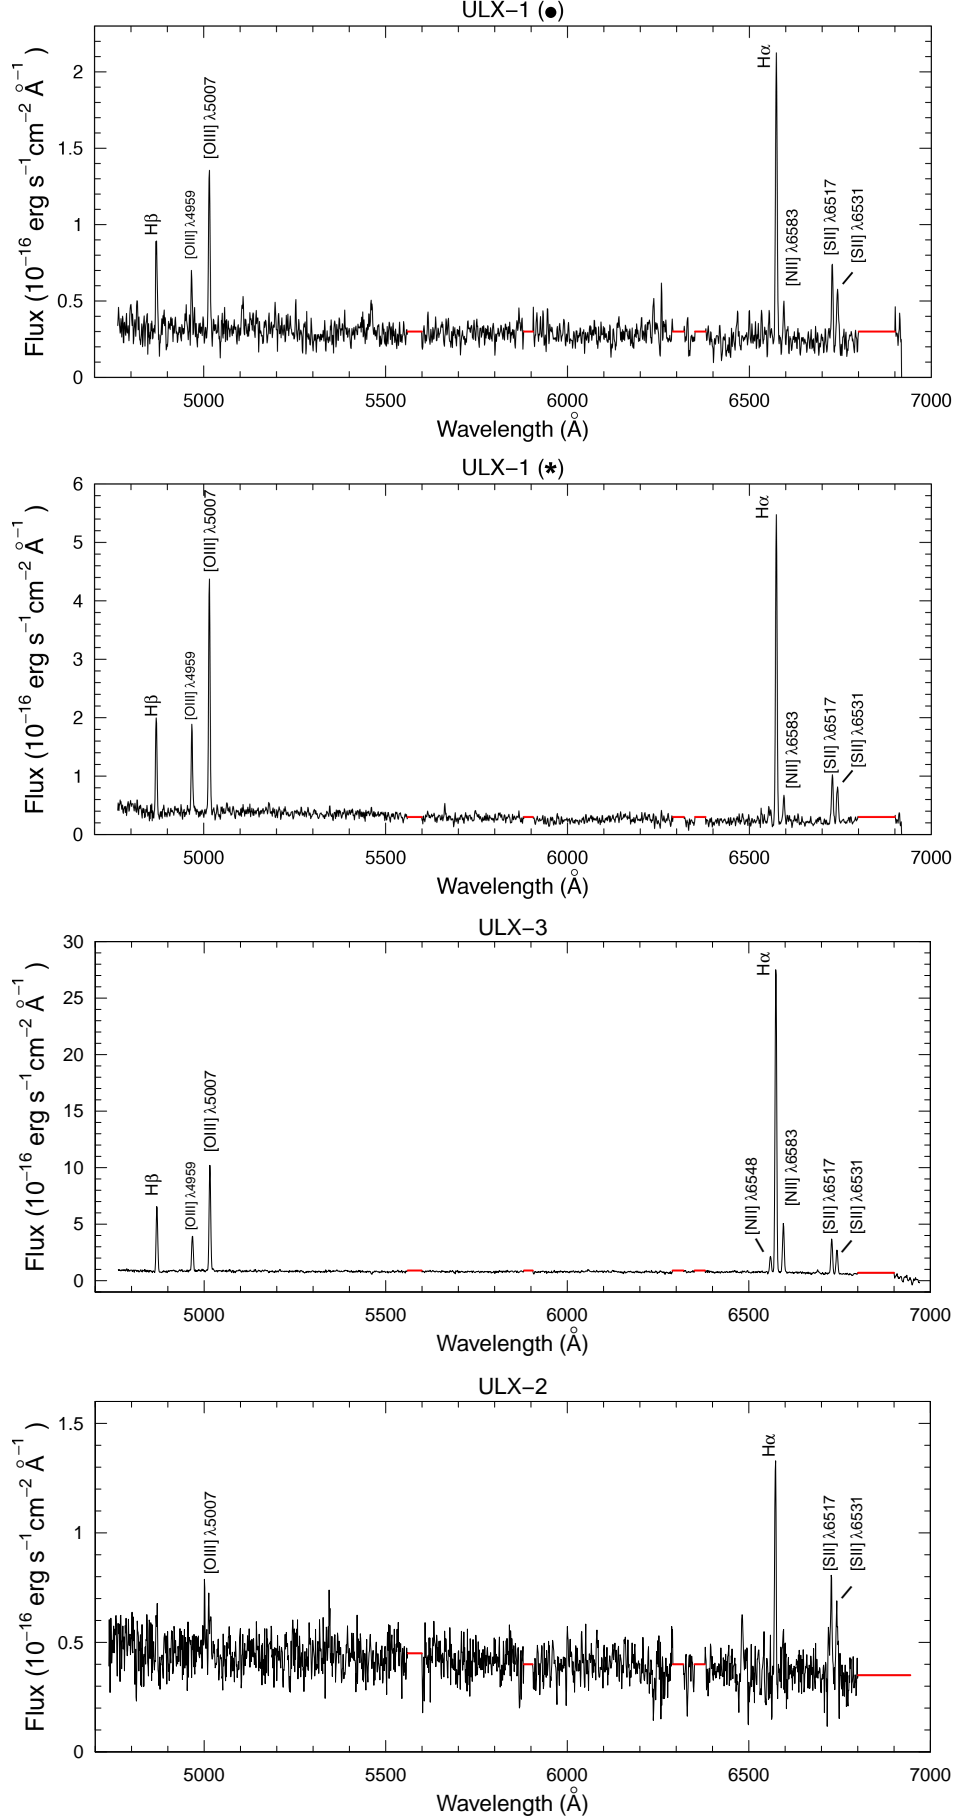 ULX−1 (●)
Flux (10−16 erg s−1cm−2 Å−1 )
2
1.5
1
0.5
0
Hβ
[OIII] λ4959
[OIII] λ5007
Hα
[NII] λ6583
[SII] λ6517
[SII] λ6531
5000 5500 6000 6500 7000
Wavelength (Å)
ULX−1 (*)
Flux (10−16 erg s−1cm−2 Å−1 )
6
5
4
3
2
1
0
Hβ
[OIII] λ4959
[OIII] λ5007
Hα
[NII] λ6583
[SII] λ6517
[SII] λ6531
5000 5500 6000 6500 7000
Wavelength (Å)
ULX−3
Flux (10−16 erg s−1cm−2 Å−1 )
30
25
20
15
10
5
0
Hβ
[OIII] λ4959
[OIII] λ5007
[NII] λ6548
Hα
[NII] λ6583
[SII] λ6517
[SII] λ6531
5000 5500 6000 6500 7000
Wavelength (Å)
ULX−2
Flux (10−16 erg s−1cm−2 Å−1 )
1.5
1
0.5
0
[OIII] λ5007
Hα
[SII] λ6517
[SII] λ6531
5000 5500 6000 6500 7000
Wavelength (Å)